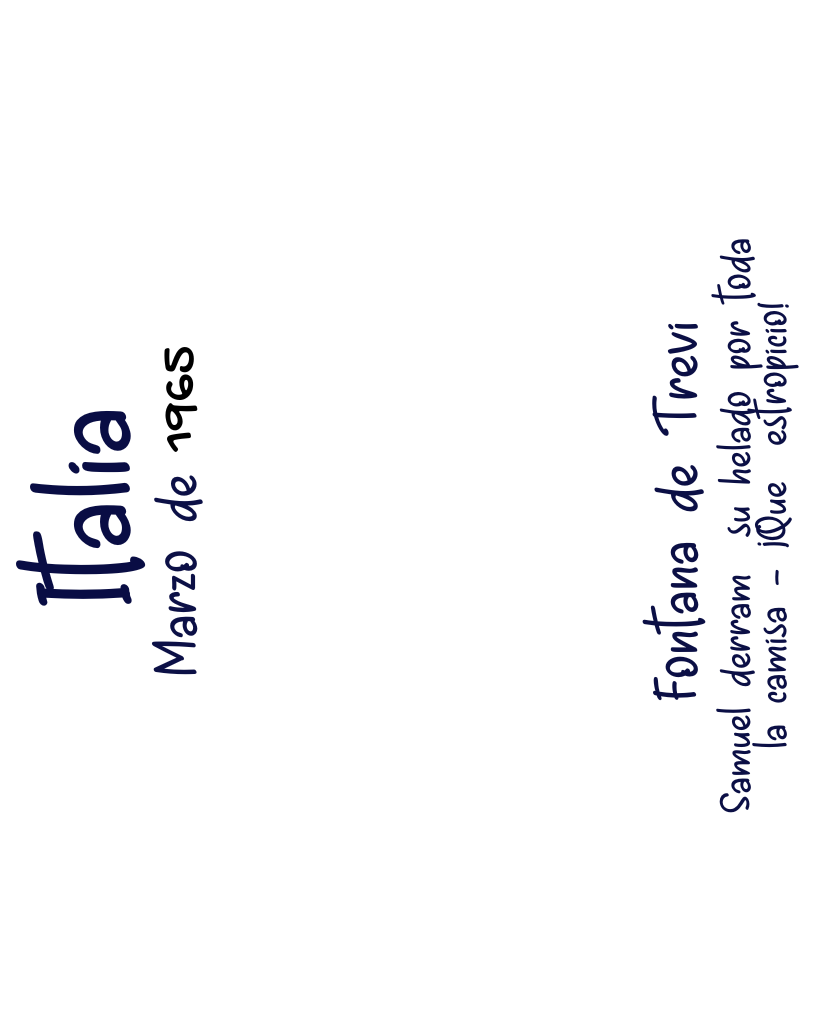 Italia
Marzo de 1965
Fontana de Trevi
Samuel derram su helado por toda
la camisa - ¡Que estropicio!